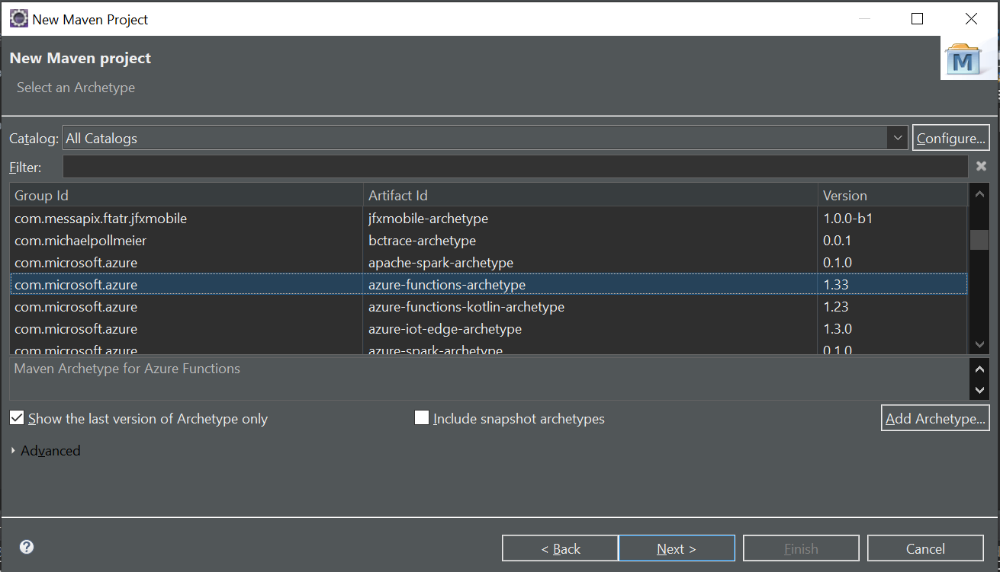 New Maven Project
New Maven project
Select an Archetype
M
Catalog: All Catalogs Configure...
Filter:
Group Id Artifact Id Version
com.messapix.ftatr.jfxmobile jfxmobile-archetype 1.0.0-b1
com.michaelpollmeier bctrace-archetype 0.0.1
com.microsoft.azure apache-spark-archetype 0.1.0
com.microsoft.azure azure-functions-archetype 1.33
com.microsoft.azure azure-functions-kotlin-archetype 1.23
com.microsoft.azure azure-iot-edge-archetype 1.3.0
com.microsoft.azure azure-spark-archetype 0.1.0
Maven Archetype for Azure Functions
Show the last version of Archetype only Include snapshot archetypes Add Archetype...
Advanced
? < Back Next > Finish Cancel